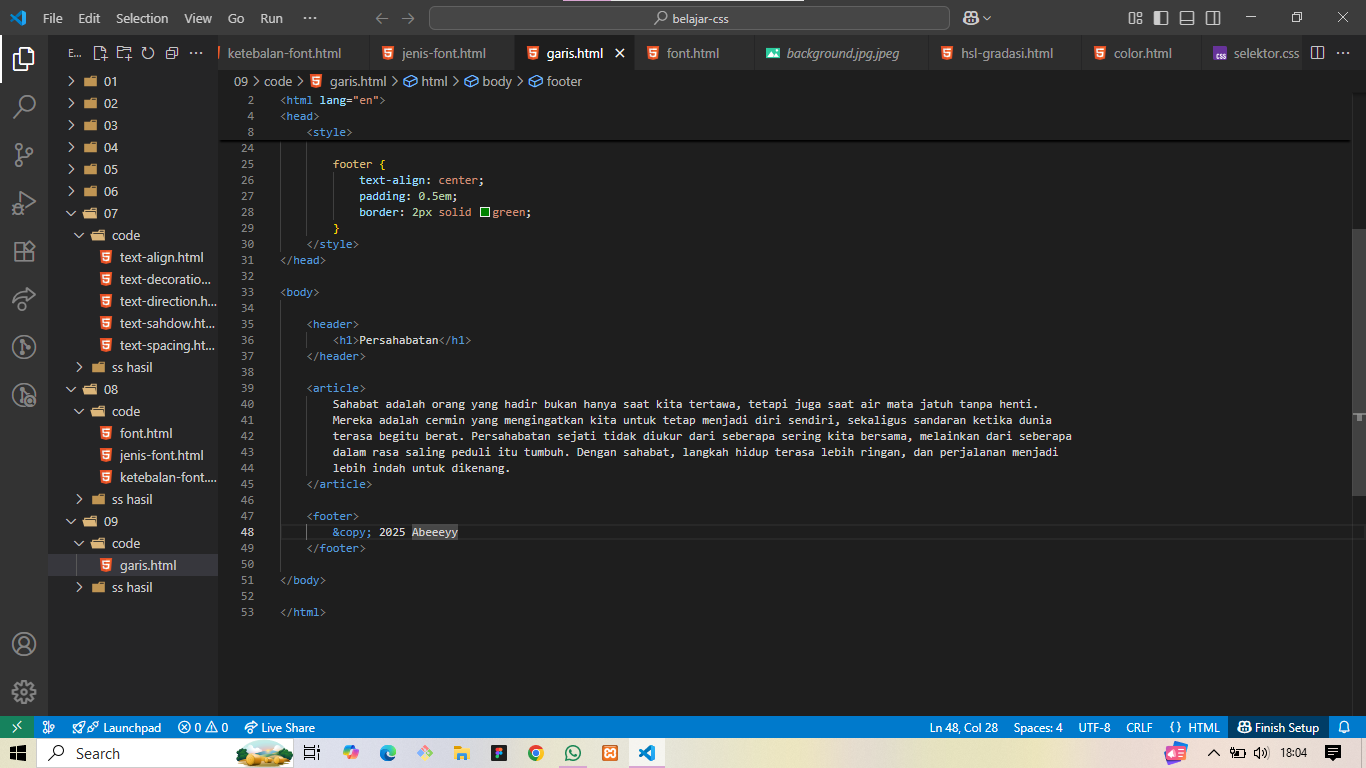 File Edit Selection View Go Run ··· belajar-css
E... ketebalan-font.html jenis-font.html garis.html font.html background.jpg.jpeg hsl-gradasi.html color.html selektor.css
09 > code > garis.html > html > body > footer
01
02
03
04
05
06
07
code
text-align.html
text-decoratio...
text-direction.h...
text-sahdow.ht...
text-spacing.ht...
ss hasil
08
code
font.html
jenis-font.html
ketebalan-font....
ss hasil
09
code
garis.html
ss hasil
2 <html lang="en">
4 <head>
8 <style>
24
25 footer {
26 text-align: center;
27 padding: 0.5em;
28 border: 2px solid green;
29 }
30 </style>
31 </head>
32
33 <body>
34
35 <header>
36 <h1>Persahabatan</h1>
37 </header>
38
39 <article>
40 Sahabat adalah orang yang hadir bukan hanya saat kita tertawa, tetapi juga saat air mata jatuh tanpa henti.
41 Mereka adalah cermin yang mengingatkan kita untuk tetap menjadi diri sendiri, sekaligus sandaran ketika dunia
42 terasa begitu berat. Persahabatan sejati tidak diukur dari seberapa sering kita bersama, melainkan dari seberapa
43 dalam rasa saling peduli itu tumbuh. Dengan sahabat, langkah hidup terasa lebih ringan, dan perjalanan menjadi
44 lebih indah untuk dikenang.
45 </article>
46
47 <footer>
48 &copy; 2025 Abeeeyy
49 </footer>
50
51 </body>
52
53 </html>
Launchpad 0 0 Live Share Ln 48, Col 28 Spaces: 4 UTF-8 CRLF {} HTML Finish Setup
Search 18:04